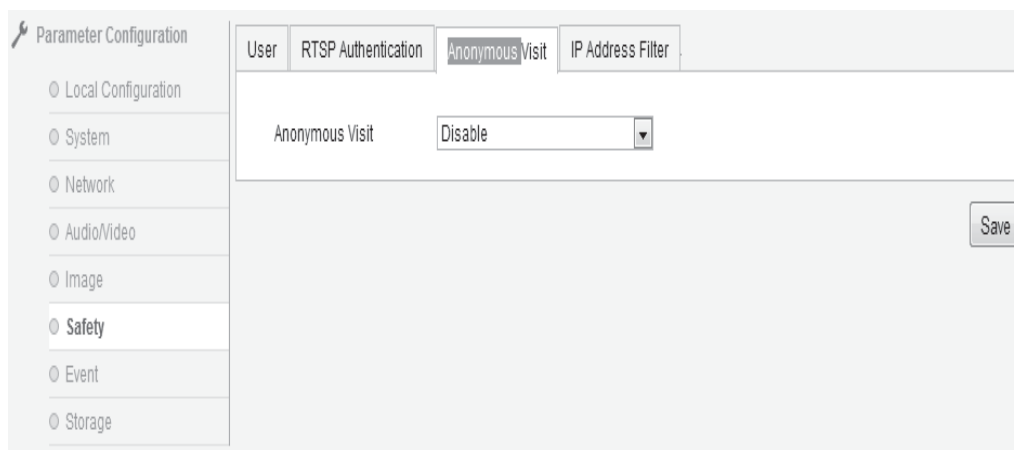 Parameter Configuration
Local Configuration
System
Network
Audio/Video
Image
Safety
Event
Storage
User RTSP Authentication Anonymous Visit IP Address Filter
Anonymous Visit Disable
Save